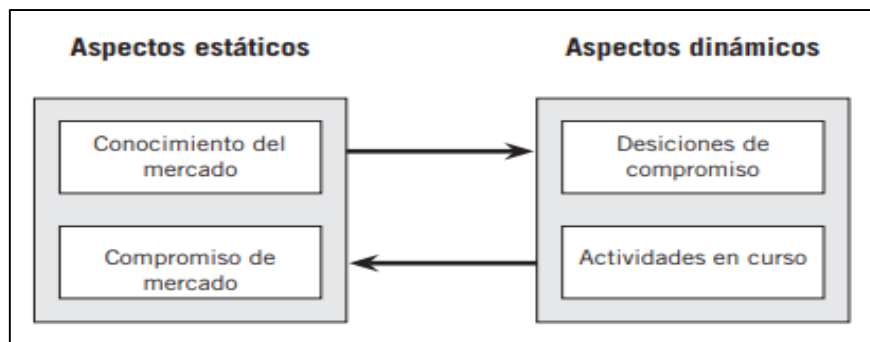 Aspectos estáticos
Aspectos dinámicos
Conocimiento del
mercado
Desiciones de
compromiso
Compromiso de
mercado
Actividades en curso